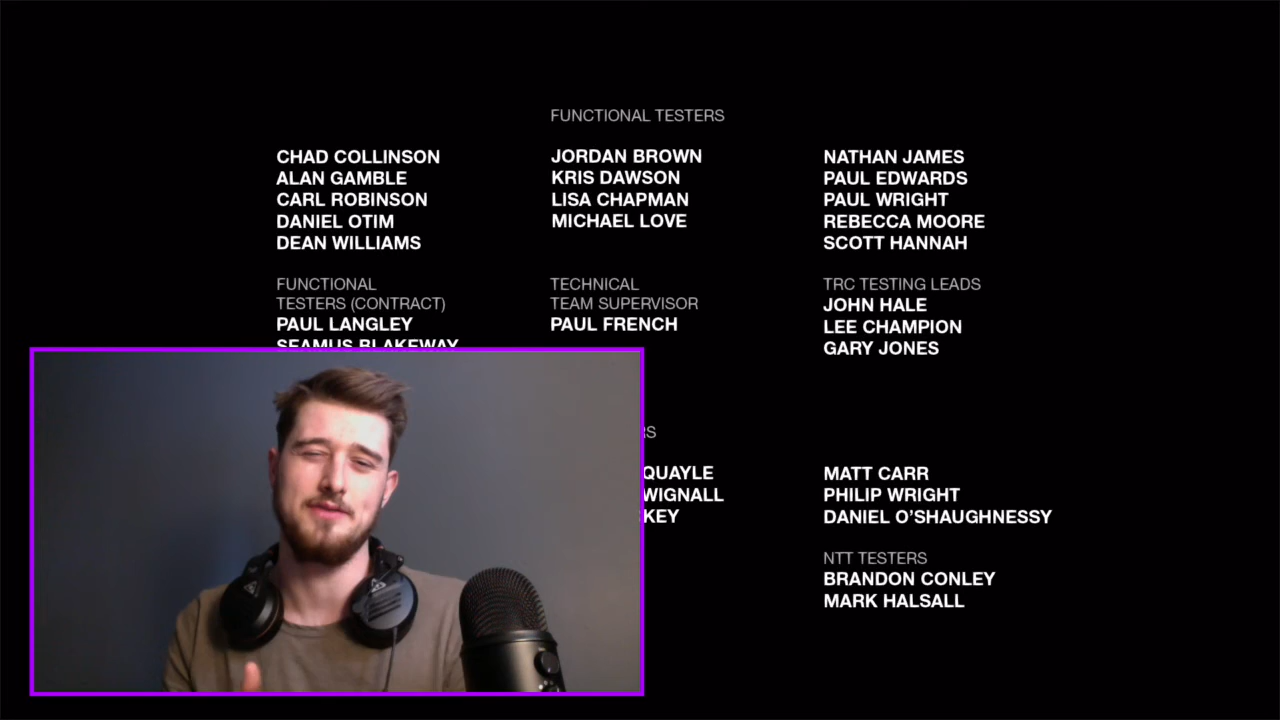 FUNCTIONAL TESTERS
CHAD COLLINSON
ALAN GAMBLE
CARL ROBINSON
DANIEL OTIM
DEAN WILLIAMS
JORDAN BROWN
KRIS DAWSON
LISA CHAPMAN
MICHAEL LOVE
NATHAN JAMES
PAUL EDWARDS
PAUL WRIGHT
REBECCA MOORE
SCOTT HANNAH
FUNCTIONAL
TESTERS (CONTRACT)
PAUL LANGLEY
SEAMUS BLAKEWAY
TECHNICAL
TEAM SUPERVISOR
PAUL FRENCH
TRC TESTING LEADS
JOHN HALE
LEE CHAMPION
GARY JONES
QUAYLE
WIGNALL
MATT CARR
PHILIP WRIGHT
DANIEL O’SHAUGHNESSY
NTT TESTERS
BRANDON CONLEY
MARK HALSALL